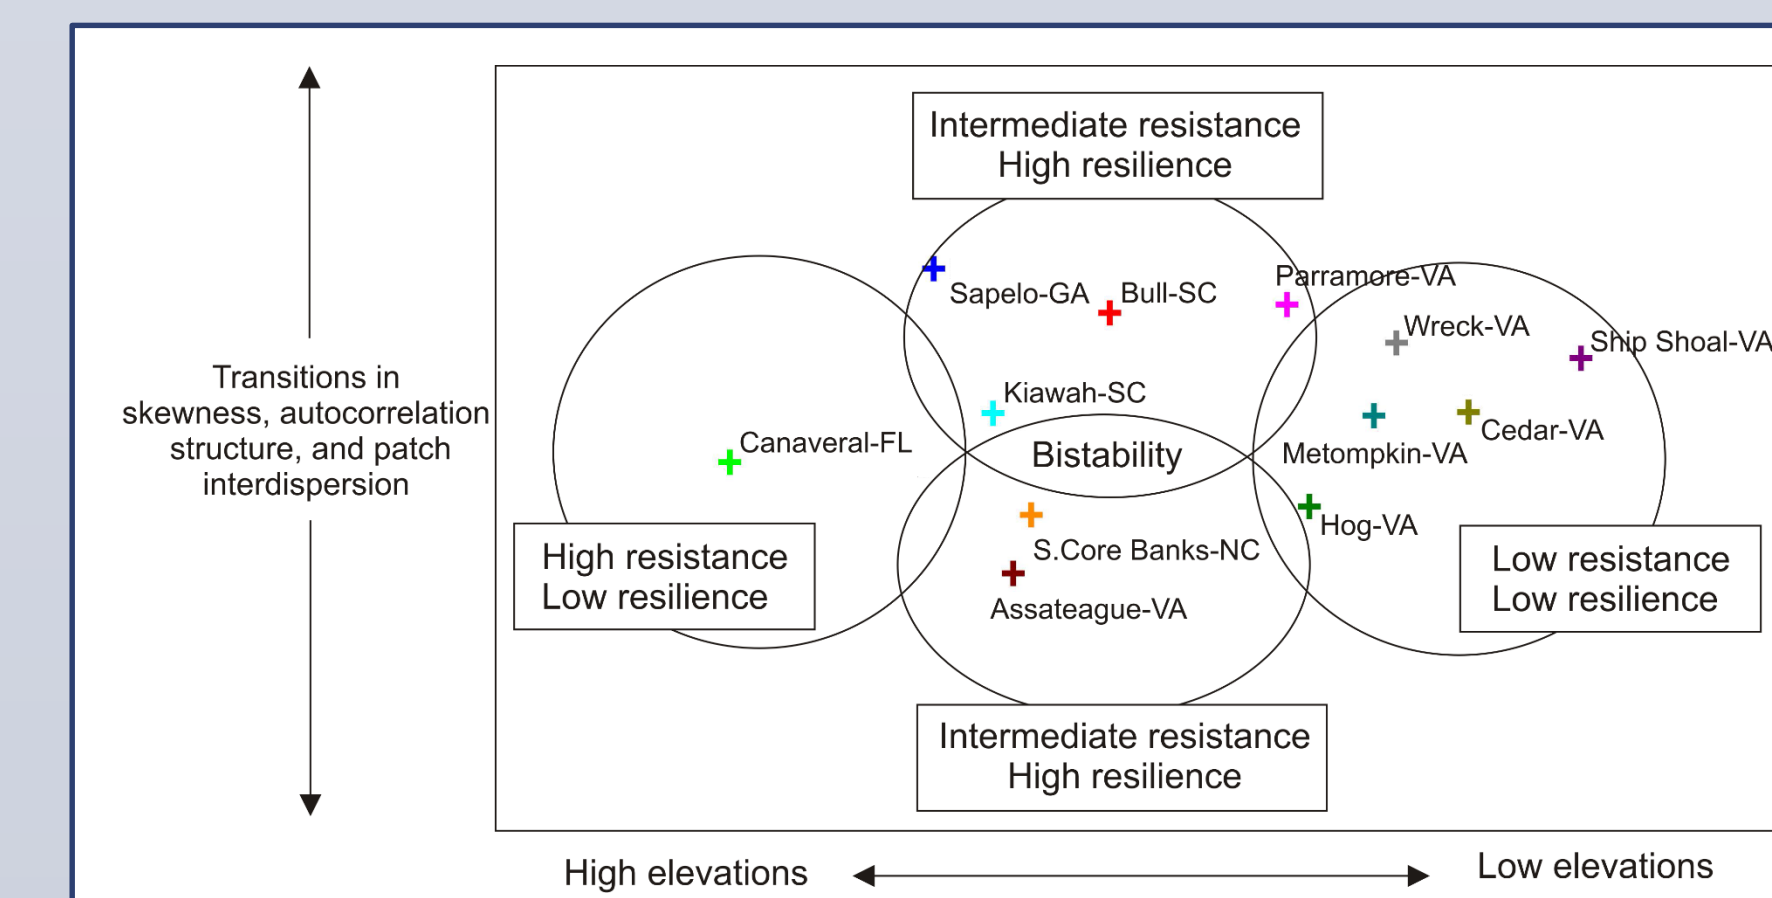 Intermediate resistance
High resilience
Parramore-VA
Sapelo-GA
Bull-SC
Wreck-VA
Ship Shoal-VA
Transitions in
skewness, autocorrelation
structure, and patch
interdispersion
Kiawah-SC
Canaveral-FL
Bistability
Cedar-VA
Metompkin-VA
Hog-VA
S.Core Banks-NC
High resistance
Low resilience
Low resistance
Low resilience
Assateague-VA
Intermediate resistance
High resilience
High elevations
Low elevations